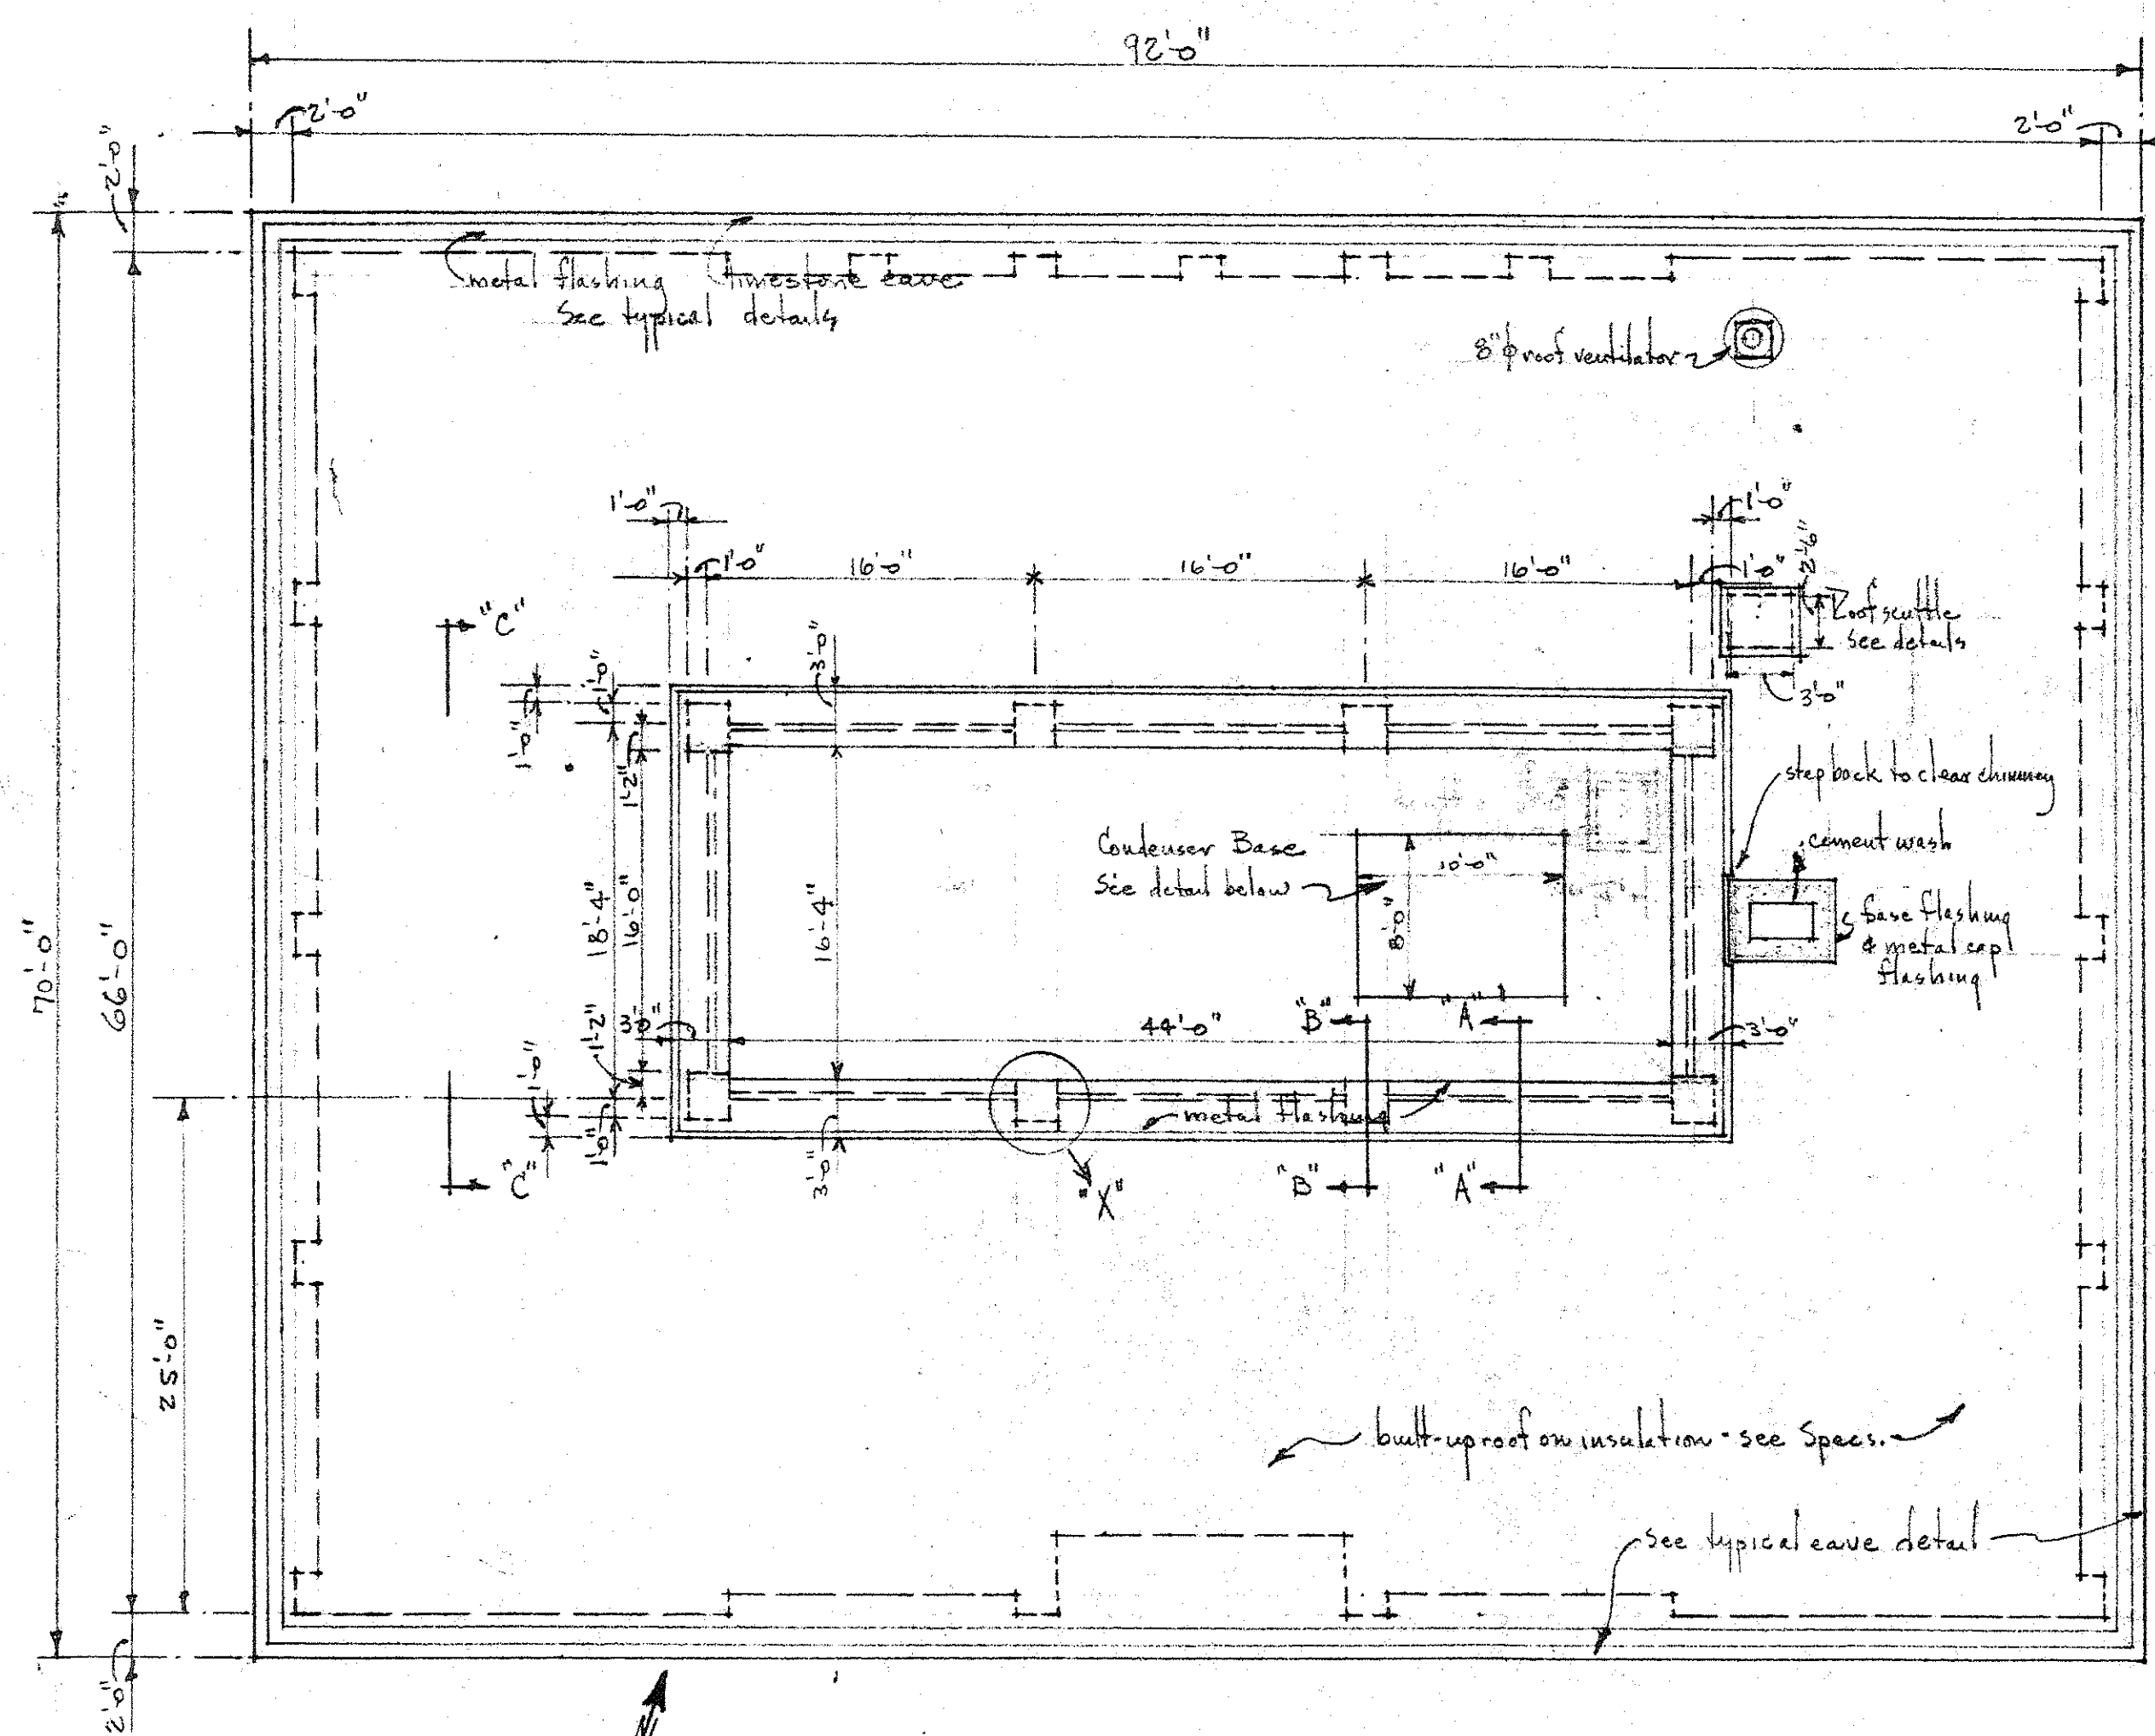 92'-0"
2'-0"
2'-0"
2'-0"
metal flashing
limestone eave
See typical details
8"ϕ roof ventilator
1'-0"
1'-0"
1'-0"
16'-0"
16'-0"
16'-0"
1'-0"
2'-6"
Roof scuttle
See details
3'-0"
"C"
3'-0"
1'-0"
1'-0"
1'-2"
step back to clear chimney
cement wash
Condenser Base
See detail below
10'-0"
8'-0"
base flashing
& metal cap
flashing
70'-0"
66'-0"
18'-4"
16'-0"
16'-4"
3'-0"
44'-0"
"B"
"A"
3'-0"
1'-2"
1'-0"
1'-0"
metal flashing
3'-0"
"C"
"X"
"B"
"A"
25'-0"
built-up roof on insulation - see Specs.
See typical eave detail
2'-0"
N